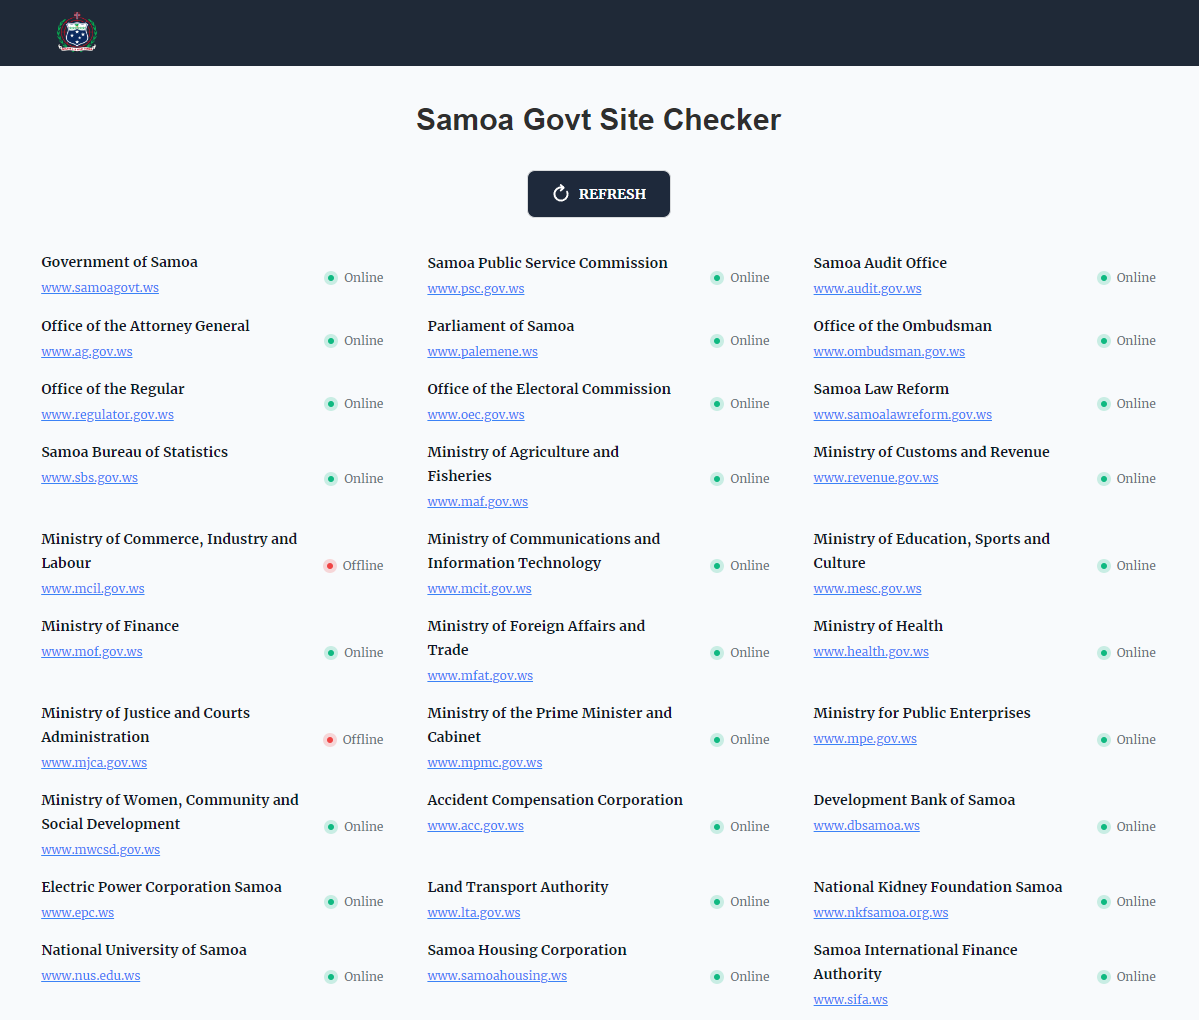 Samoa Govt Site Checker
REFRESH
Government of Samoa
www.samoagovt.ws
Online
Samoa Public Service Commission
www.psc.gov.ws
Online
Samoa Audit Office
www.audit.gov.ws
Online
Office of the Attorney General
www.ag.gov.ws
Online
Parliament of Samoa
www.palemene.ws
Online
Office of the Ombudsman
www.ombudsman.gov.ws
Online
Office of the Regular
www.regulator.gov.ws
Online
Office of the Electoral Commission
www.oec.gov.ws
Online
Samoa Law Reform
www.samoalawreform.gov.ws
Online
Samoa Bureau of Statistics
www.sbs.gov.ws
Online
Ministry of Agriculture and
Fisheries
www.maf.gov.ws
Online
Ministry of Customs and Revenue
www.revenue.gov.ws
Online
Ministry of Commerce, Industry and
Labour
www.mcil.gov.ws
Offline
Ministry of Communications and
Information Technology
www.mcit.gov.ws
Online
Ministry of Education, Sports and
Culture
www.mesc.gov.ws
Online
Ministry of Finance
www.mof.gov.ws
Online
Ministry of Foreign Affairs and
Trade
www.mfat.gov.ws
Online
Ministry of Health
www.health.gov.ws
Online
Ministry of Justice and Courts
Administration
www.mjca.gov.ws
Offline
Ministry of the Prime Minister and
Cabinet
www.mpmc.gov.ws
Online
Ministry for Public Enterprises
www.mpe.gov.ws
Online
Ministry of Women, Community and
Social Development
www.mwcsd.gov.ws
Online
Accident Compensation Corporation
www.acc.gov.ws
Online
Development Bank of Samoa
www.dbsamoa.ws
Online
Electric Power Corporation Samoa
www.epc.ws
Online
Land Transport Authority
www.lta.gov.ws
Online
National Kidney Foundation Samoa
www.nkfsamoa.org.ws
Online
National University of Samoa
www.nus.edu.ws
Online
Samoa Housing Corporation
www.samoahousing.ws
Online
Samoa International Finance
Authority
www.sifa.ws
Online